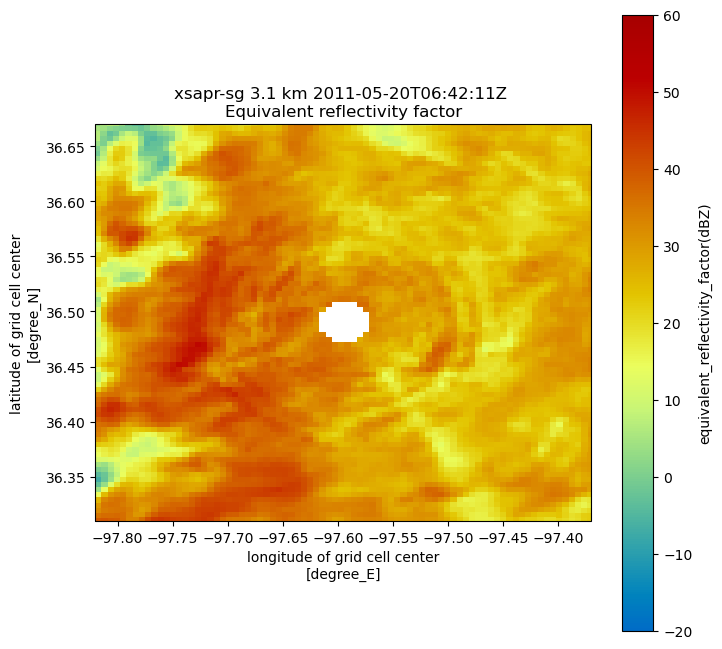 xsapr-sg 3.1 km 2011-05-20T06:42:11Z
Equivalent reflectivity factor
36.65
36.60
36.55
36.50
36.45
36.40
36.35
latitude of grid cell center
[degree_N]
−97.80 −97.75 −97.70 −97.65 −97.60 −97.55 −97.50 −97.45 −97.40
longitude of grid cell center
[degree_E]
60
50
40
30
20
10
0
−10
−20
equivalent_reflectivity_factor(dBZ)